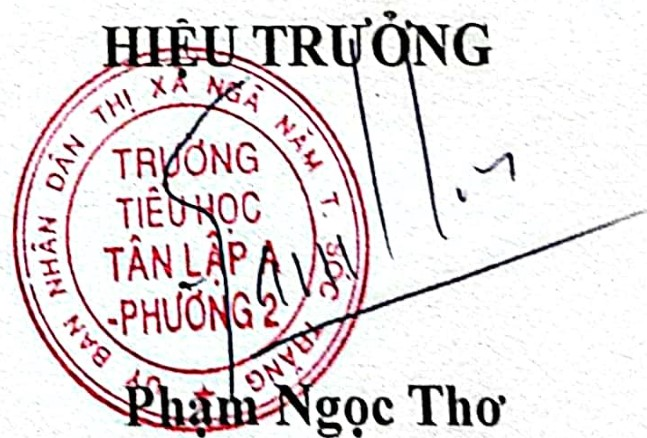 HIỆU TRƯỞNG
ỦY BAN NHÂN DÂN THỊ XÃ NGÃ NĂM T. SÓC TRĂNG
TRƯỜNG
TIỂU HỌC
TÂN LẬP A
-PHƯỜNG 2
Phạm Ngọc Thơ